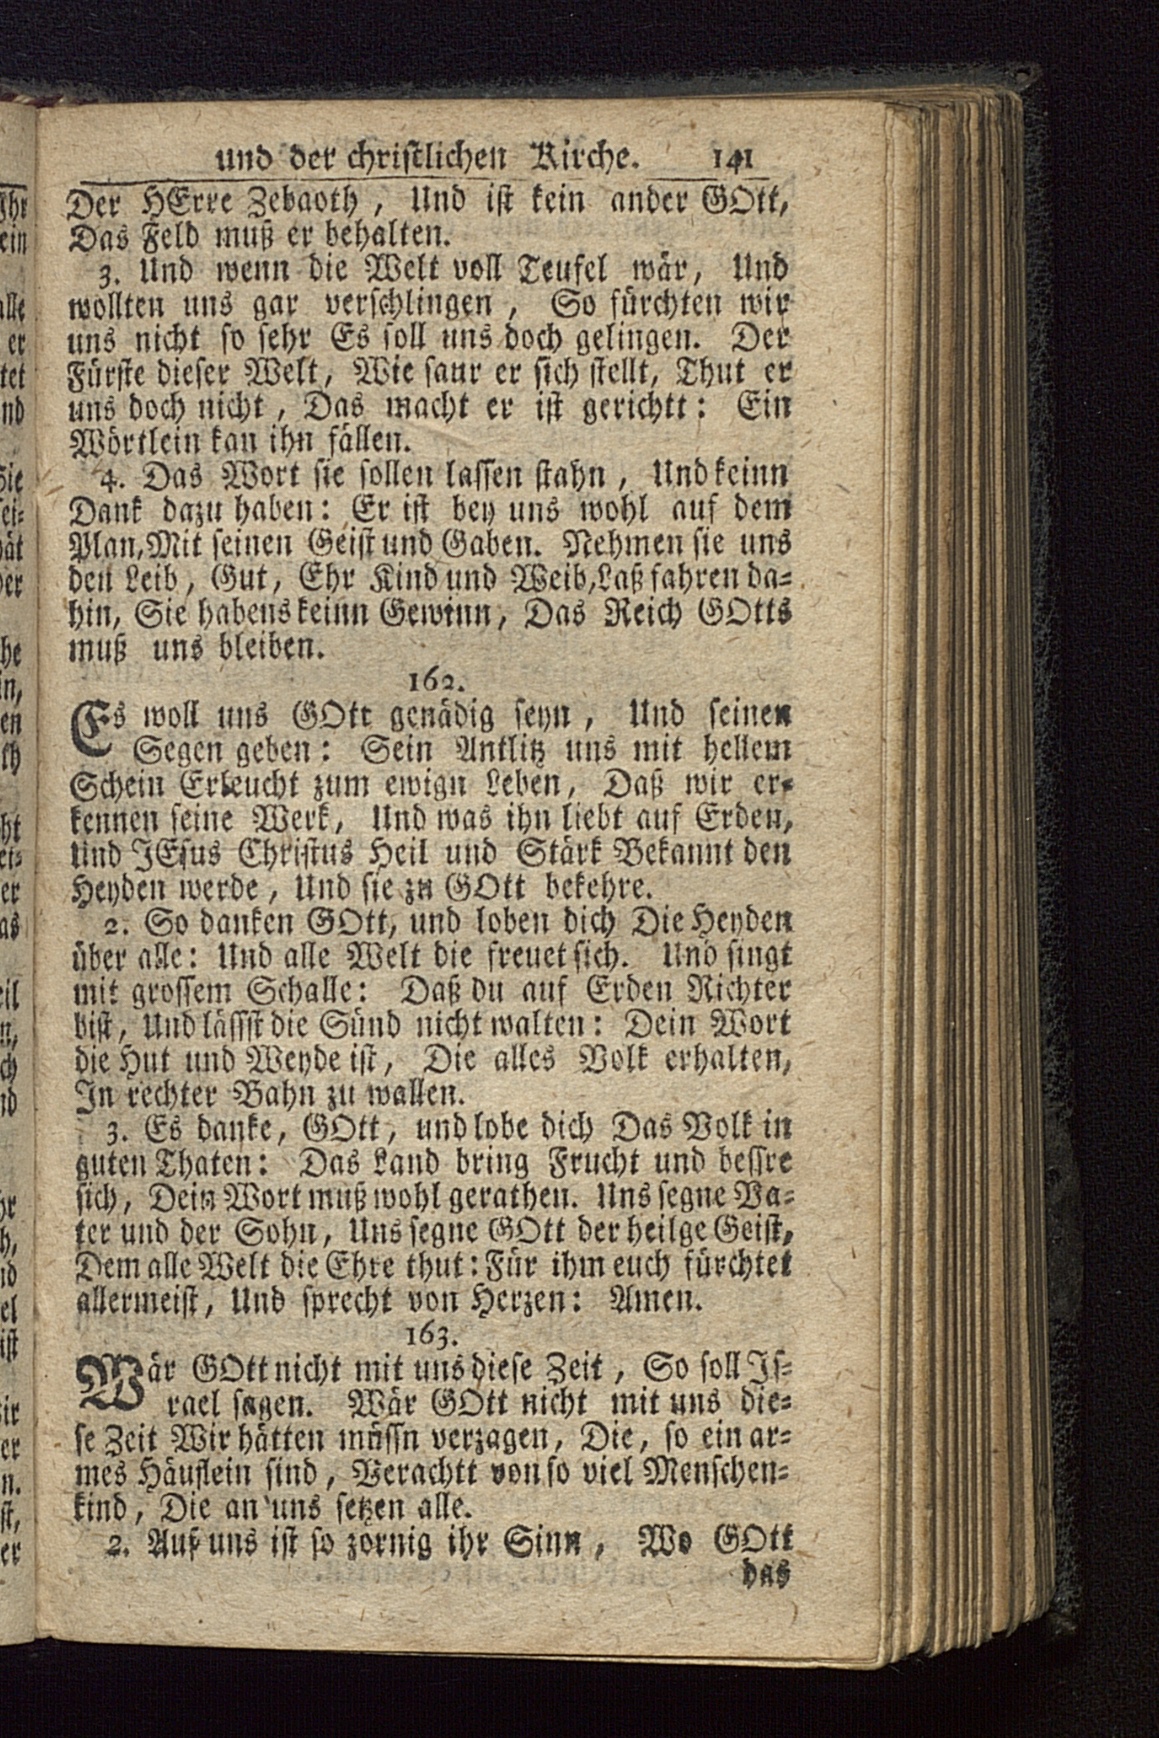 und der christlichen Kirche. 141
Der HErre Zebaoth, Und ist kein ander GOtt,
Das Feld muß er behalten.
3. Und wenn die Welt voll Teufel wär, Und
wollten uns gar verschlingen, So fürchten wir
uns nicht so sehr Es soll uns doch gelingen. Der
Fürste dieser Welt, Wie saur er sich stellt, Thut er
uns doch nicht, Das macht er ist gerichtt: Ein
Wörtlein kan ihn fällen.
4. Das Wort sie sollen lassen stahn, Und keinn
Dank dazu haben: Er ist bey uns wohl auf dem
Plan, Mit seinen Geist und Gaben. Nehmen sie uns
den Leib, Gut, Ehr Kind und Weib, Laß fahren da-
hin, Sie habens keinn Gewinn, Das Reich GOtts
muß uns bleiben.
162.
Es woll uns GOtt genädig seyn, Und seinen
Segen geben: Sein Antlitz uns mit hellem
Schein Erleucht zum ewign Leben, Daß wir er-
kennen seine Werk, Und was ihn liebt auf Erden,
Und JEsus Christus Heil und Stärk Bekannt den
Heyden werde, Und sie zu GOtt bekehre.
2. So danken GOtt, und loben dich Die Heyden
über alle: Und alle Welt die freuet sich. Und singt
mit grossem Schalle: Daß du auf Erden Richter
bist, Und lässst die Sünd nicht walten: Dein Wort
die Hut und Weyde ist, Die alles Volk erhalten,
In rechter Bahn zu wallen.
3. Es danke, GOtt, und lobe dich Das Volk in
guten Thaten: Das Land bring Frucht und bessre
sich, Dein Wort muß wohl gerathen. Uns segne Va-
ter und der Sohn, Uns segne GOtt der heilge Geist,
Dem alle Welt die Ehre thut: Für ihm euch fürchtet
allermeist, Und sprecht von Herzen: Amen.
163.
Wär GOtt nicht mit uns diese Zeit, So soll Is-
rael sagen. Wär GOtt nicht mit uns die-
se Zeit Wir hätten müssn verzagen, Die, so ein ar-
mes Häuflein sind, Verachtt von so viel Menschen-
kind, Die an uns setzen alle.
2. Auf uns ist so zornig ihr Sinn, Wo GOtt
das